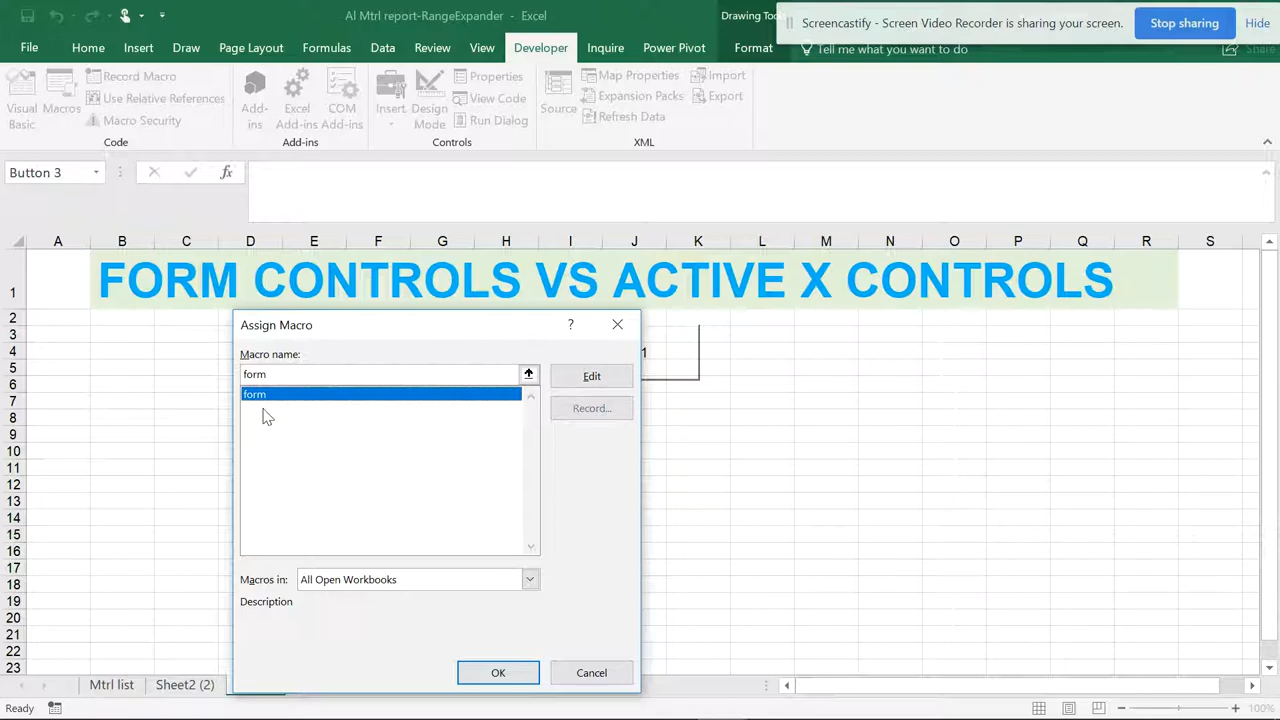 Al Mtrl report-RangeExpander - Excel
Drawing Too
Screencastify - Screen Video Recorder is sharing your screen.
Stop sharing
Hide
File
Home
Insert
Draw
Page Layout
Formulas
Data
Review
View
Developer
Inquire
Power Pivot
Format
Tell me what you want to do
Share
Visual Basic
Macros
Record Macro
Use Relative References
Macro Security
Code
Add-ins
Excel Add-ins
COM Add-ins
Add-ins
Insert
Design Mode
Properties
View Code
Run Dialog
Controls
Source
Map Properties
Expansion Packs
Refresh Data
Import
Export
XML
Button 3
fx
A B C D E F G H I J K L M N O P Q R S
1
FORM CONTROLS VS ACTIVE X CONTROLS
2
3
4
1
5
6
7
8
9
10
11
12
13
14
15
16
17
18
19
20
21
22
23
Assign Macro
?
Macro name:
form
Edit
form
Record...
Macros in:
All Open Workbooks
Description
OK
Cancel
Mtrl list
Sheet2 (2)
Ready
100%